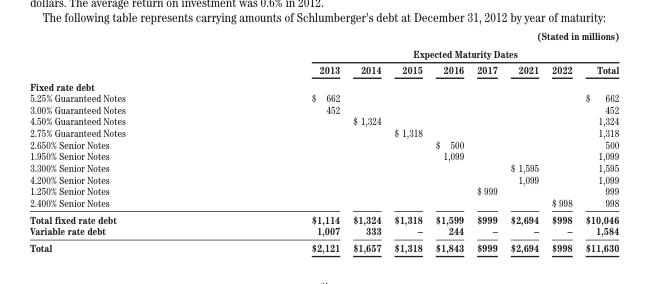 dollars. The average return on investment was 0.6% in 2012.
The following table represents carrying amounts of Schlumberger's debt at December 31, 2012 by year of maturity:
(Stated in millions)
Expected Maturity Dates
2013 2014 2015 2016 2017 2021 2022 Total
Fixed rate debt
5.25% Guaranteed Notes $ 662 $ 662
3.00% Guaranteed Notes 452 452
4.50% Guaranteed Notes $ 1,324 1,324
2.75% Guaranteed Notes $ 1,318 1,318
2.650% Senior Notes $ 500 500
1.950% Senior Notes 1,099 1,099
3.300% Senior Notes $ 1,595 1,595
4.200% Senior Notes 1,099 1,099
1.250% Senior Notes $ 999 999
2.400% Senior Notes $ 998 998
Total fixed rate debt $1,114 $1,324 $1,318 $1,599 $999 $2,694 $998 $10,046
Variable rate debt 1,007 333 – 244 – – – 1,584
Total $2,121 $1,657 $1,318 $1,843 $999 $2,694 $998 $11,630